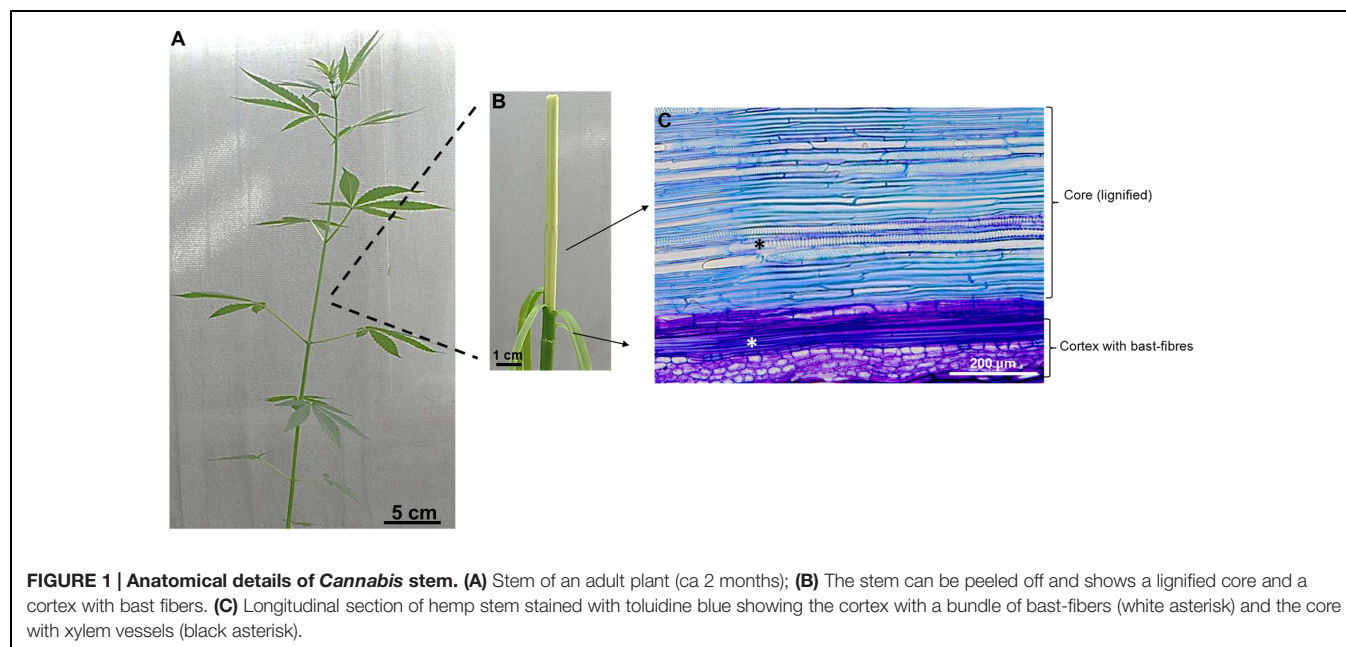 A
B
C
Core (lignified)
*
*
Cortex with bast-fibres
1 cm
200 µm
5 cm
FIGURE 1 | Anatomical details of Cannabis stem. (A) Stem of an adult plant (ca 2 months); (B) The stem can be peeled off and shows a lignified core and a
cortex with bast fibers. (C) Longitudinal section of hemp stem stained with toluidine blue showing the cortex with a bundle of bast-fibers (white asterisk) and the core
with xylem vessels (black asterisk).